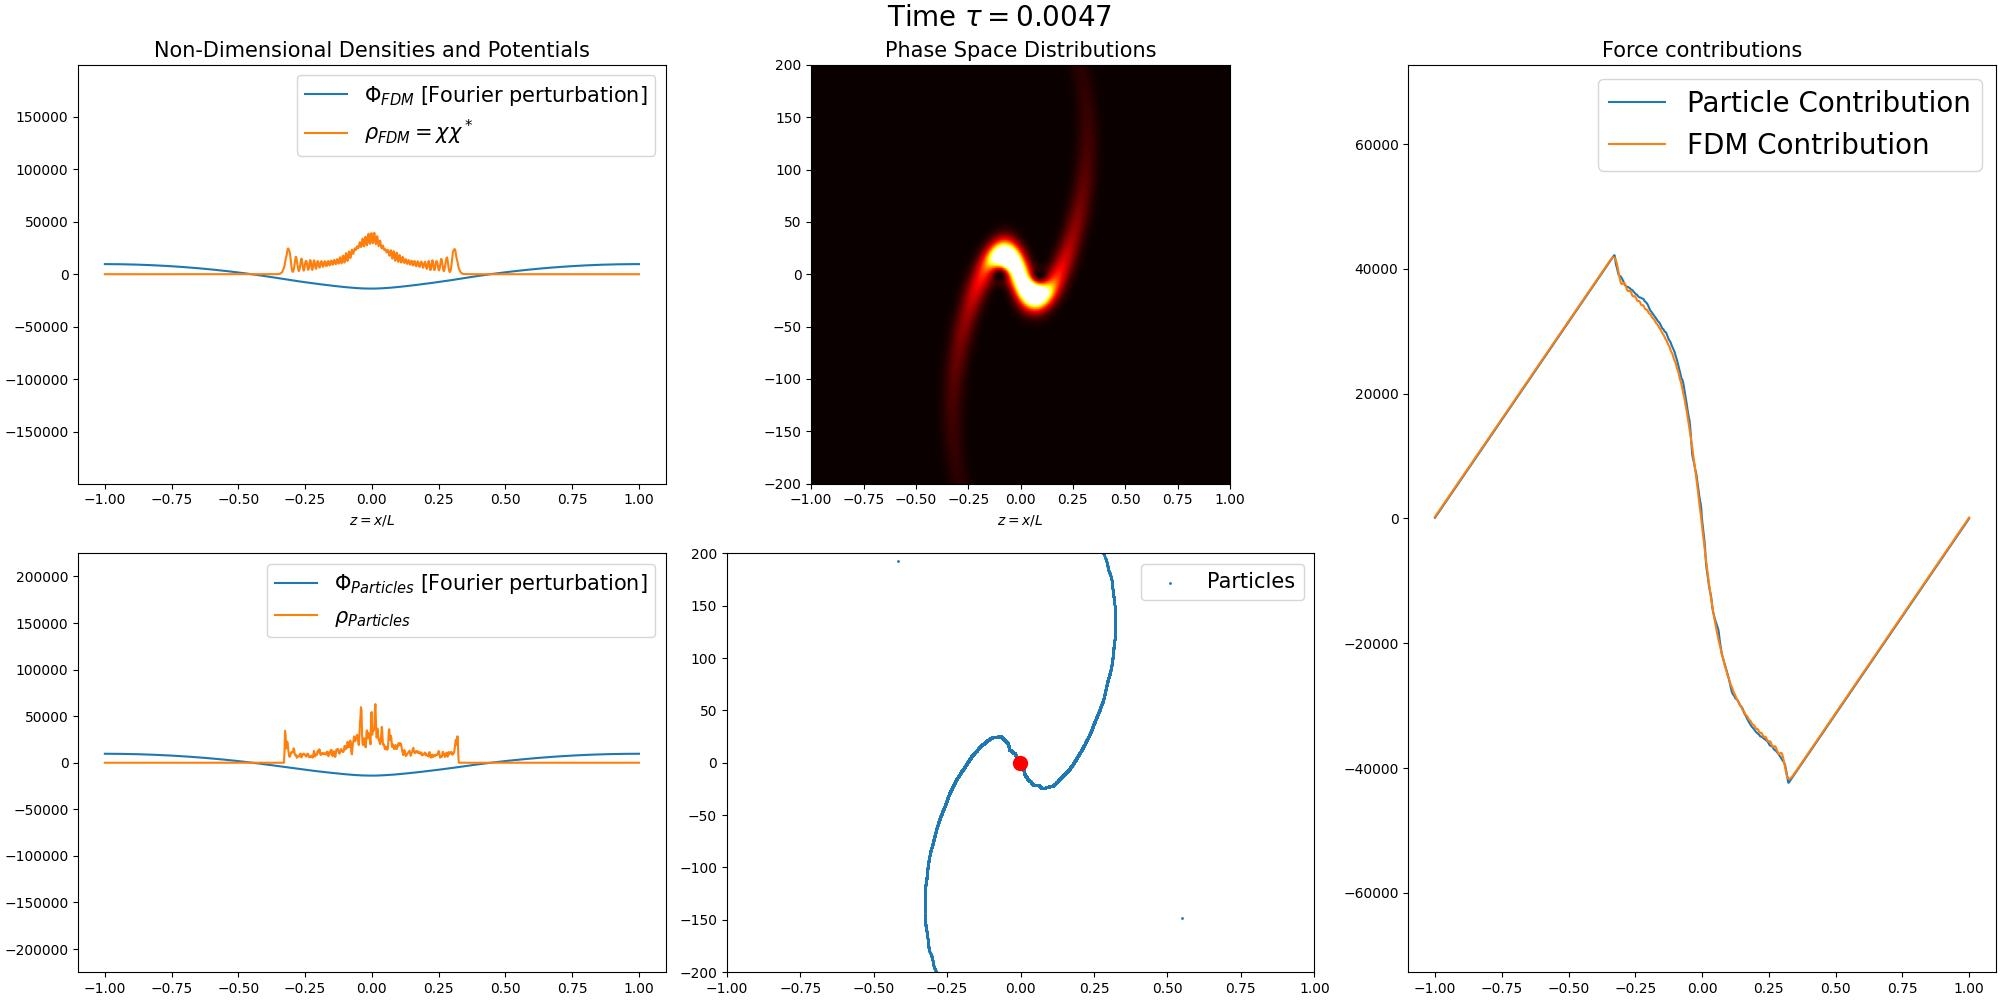 Time τ = 0.0047
Non-Dimensional Densities and Potentials
Φ_FDM [Fourier perturbation]
ρ_FDM = χχ*
150000
100000
50000
0
−50000
−100000
−150000
−1.00 −0.75 −0.50 −0.25 0.00 0.25 0.50 0.75 1.00
z = x/L
Phase Space Distributions
200
150
100
50
0
−50
−100
−150
−200
−1.00 −0.75 −0.50 −0.25 0.00 0.25 0.50 0.75 1.00
z = x/L
Force contributions
Particle Contribution
FDM Contribution
60000
40000
20000
0
−20000
−40000
−60000
−1.00 −0.75 −0.50 −0.25 0.00 0.25 0.50 0.75 1.00
Φ_Particles [Fourier perturbation]
ρ_Particles
200000
150000
100000
50000
0
−50000
−100000
−150000
−200000
−1.00 −0.75 −0.50 −0.25 0.00 0.25 0.50 0.75 1.00
Particles
200
150
100
50
0
−50
−100
−150
−200
−1.00 −0.75 −0.50 −0.25 0.00 0.25 0.50 0.75 1.00